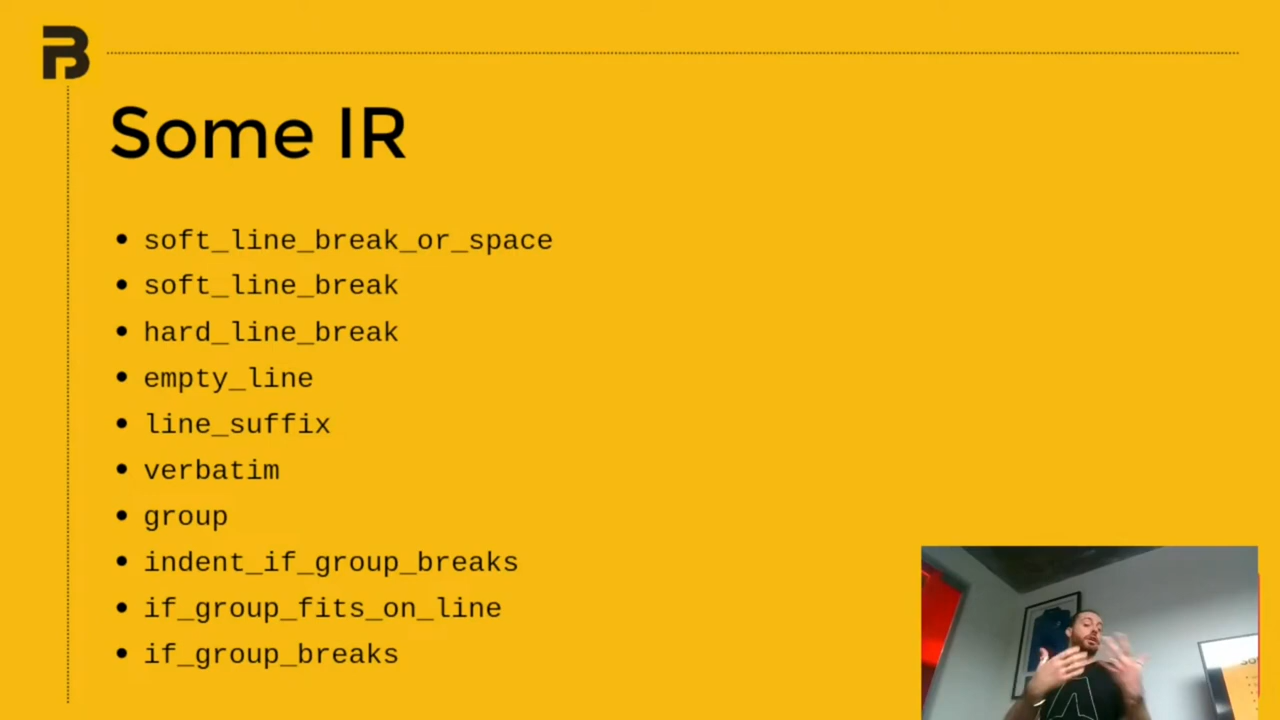 Some IR
soft_line_break_or_space
soft_line_break
hard_line_break
empty_line
line_suffix
verbatim
group
indent_if_group_breaks
if_group_fits_on_line
if_group_breaks